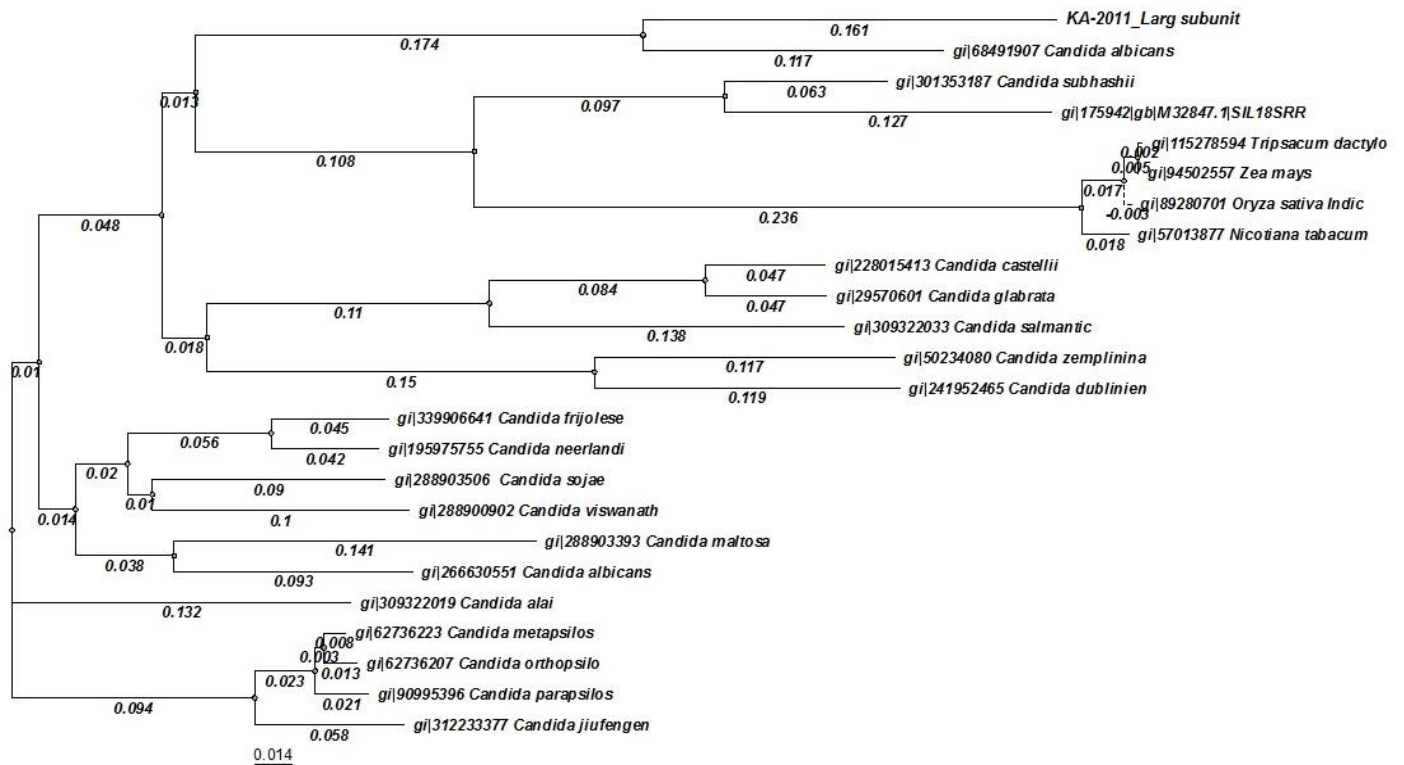 KA-2011_Larg subunit
0.161
0.174
gi|68491907 Candida albicans
0.117
gi|301353187 Candida subhashii
0.063
0.013
0.097
gi|175942|gb|M32847.1|SIL18SRR
0.127
gi|115278594 Tripsacum dactylo
0.002
0.108
0.005
gi|94502557 Zea mays
0.017
gi|89280701 Oryza sativa Indic
-0.003
0.236
0.048
gi|57013877 Nicotiana tabacum
0.018
gi|228015413 Candida castellii
0.047
0.084
gi|29570601 Candida glabrata
0.047
0.11
gi|309322033 Candida salmantic
0.138
0.018
gi|50234080 Candida zemplinina
0.117
0.01
0.15
gi|241952465 Candida dublinien
0.119
gi|339906641 Candida frijolese
0.045
0.056
gi|195975755 Candida neerlandi
0.042
0.02
gi|288903506 Candida sojae
0.09
0.01
gi|288900902 Candida viswanath
0.1
0.014
gi|288903393 Candida maltosa
0.141
0.038
gi|266630551 Candida albicans
0.093
gi|309322019 Candida alai
0.132
gi|62736223 Candida metapsilos
0.008
0.003
gi|62736207 Candida orthopsilo
0.013
0.023
gi|90995396 Candida parapsilos
0.021
0.094
gi|312233377 Candida jiufengen
0.058
0.014